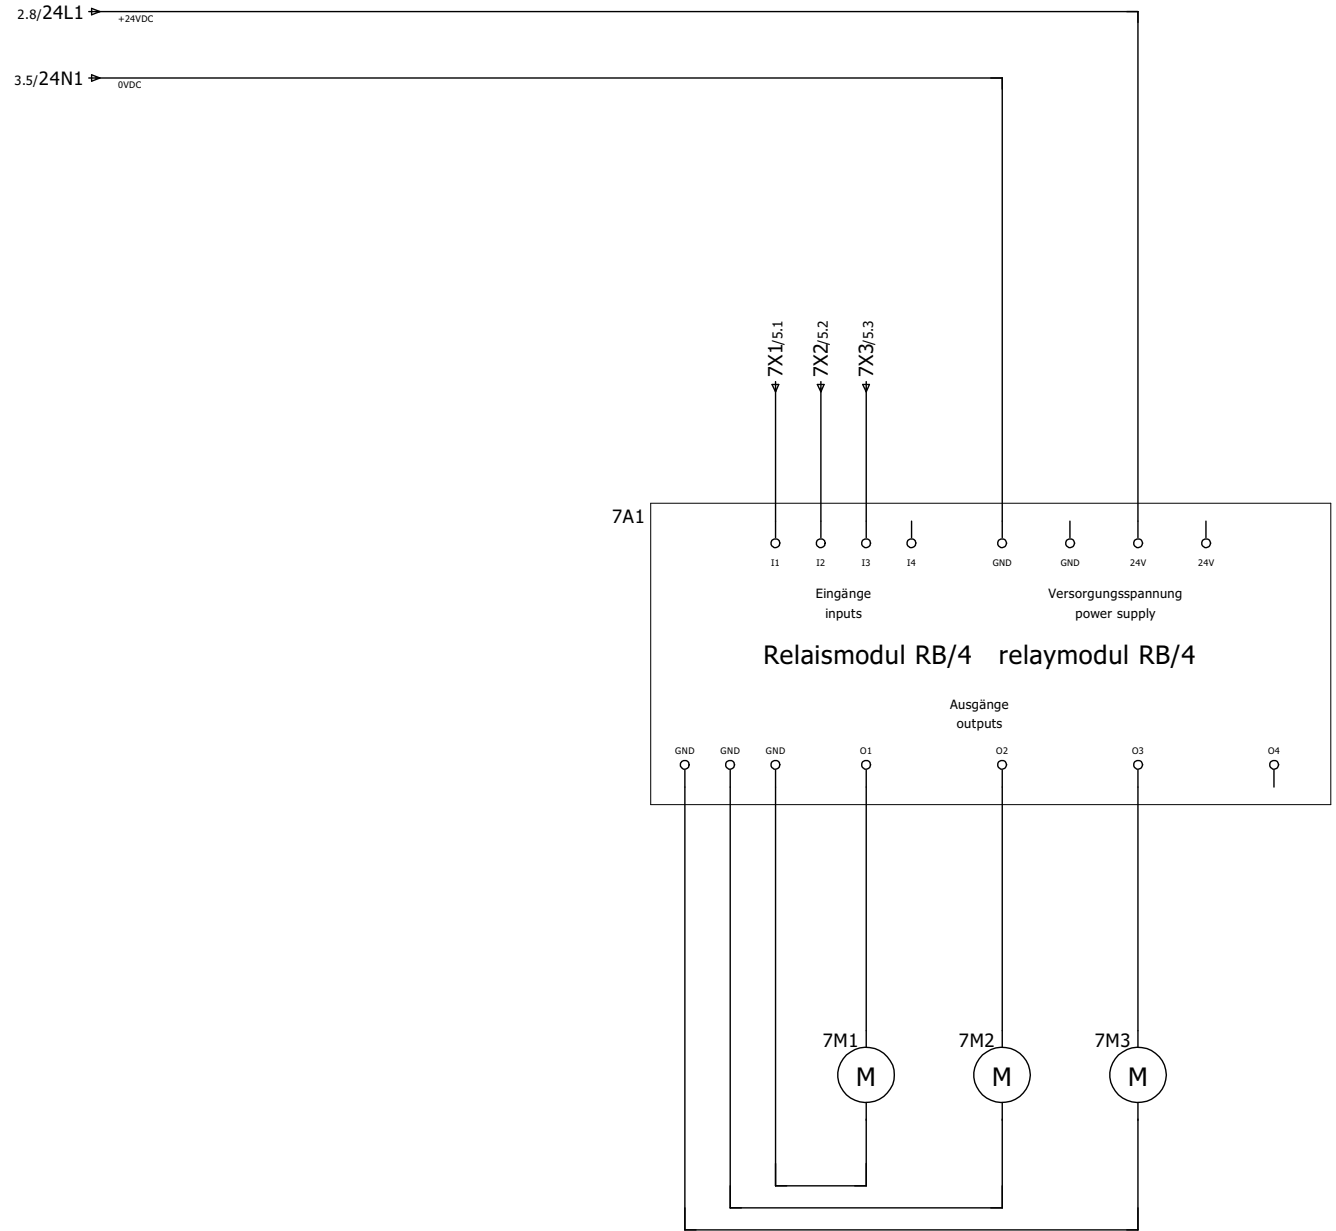 2.8/24L1
+24VDC
3.5/24N1
0VDC
7X1/5.1
7X2/5.2
7X3/5.3
7A1
I1 I2 I3 I4 GND GND 24V 24V
Eingänge Versorgungsspannung
inputs power supply
Relaismodul RB/4 relaymodul RB/4
Ausgänge
outputs
GND GND GND O1 O2 O3 O4
7M1 7M2 7M3
M M M